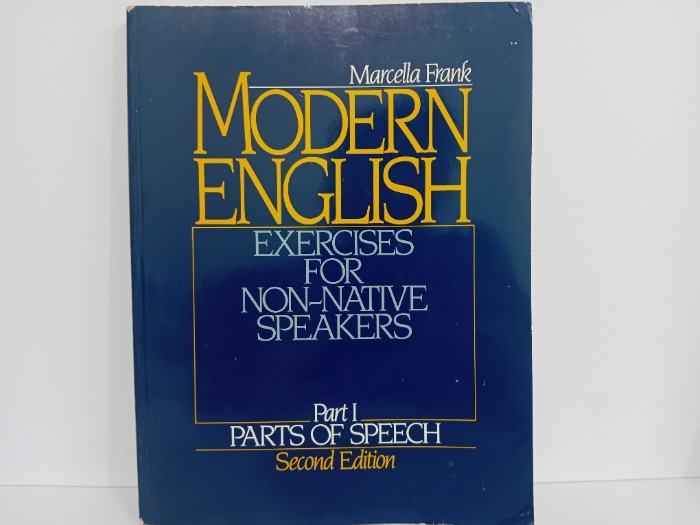 Marcella Frank
MODERN
ENGLISH
EXERCISES
FOR
NON-NATIVE
SPEAKERS
Part I
PARTS OF SPEECH
Second Edition